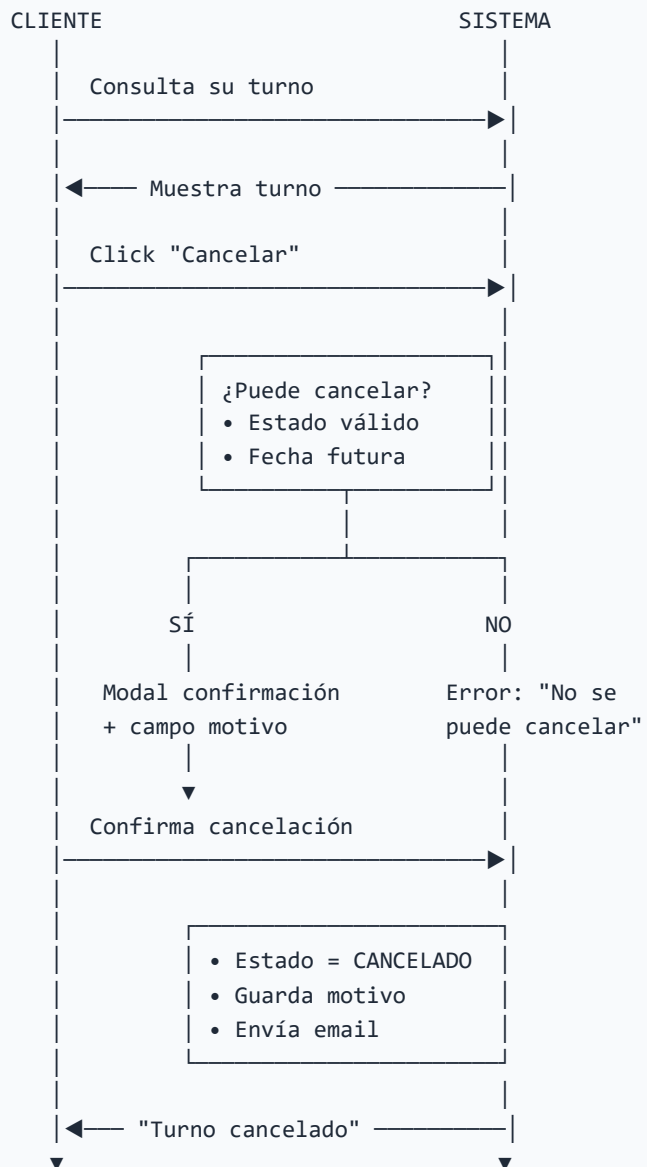 CLIENTE SISTEMA
Consulta su turno
Muestra turno
Click "Cancelar"
¿Puede cancelar?
• Estado válido
• Fecha futura
SÍ NO
Modal confirmación Error: "No se
+ campo motivo puede cancelar"
Confirma cancelación
• Estado = CANCELADO
• Guarda motivo
• Envía email
"Turno cancelado"